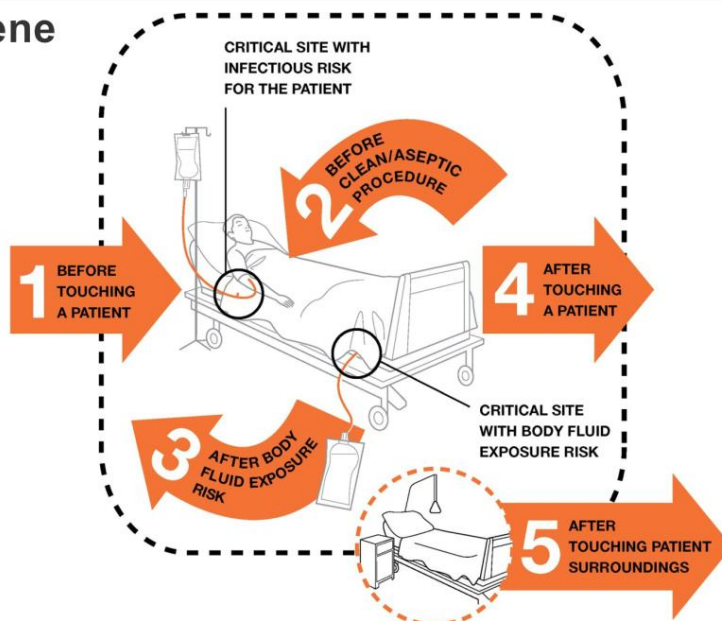 ene
CRITICAL SITE WITH
INFECTIOUS RISK
FOR THE PATIENT
2
BEFORE
CLEAN/ASEPTIC
PROCEDURE
1
BEFORE
TOUCHING
A PATIENT
4
AFTER
TOUCHING
A PATIENT
3
AFTER BODY
FLUID EXPOSURE
RISK
CRITICAL SITE
WITH BODY FLUID
EXPOSURE RISK
5
AFTER
TOUCHING PATIENT
SURROUNDINGS